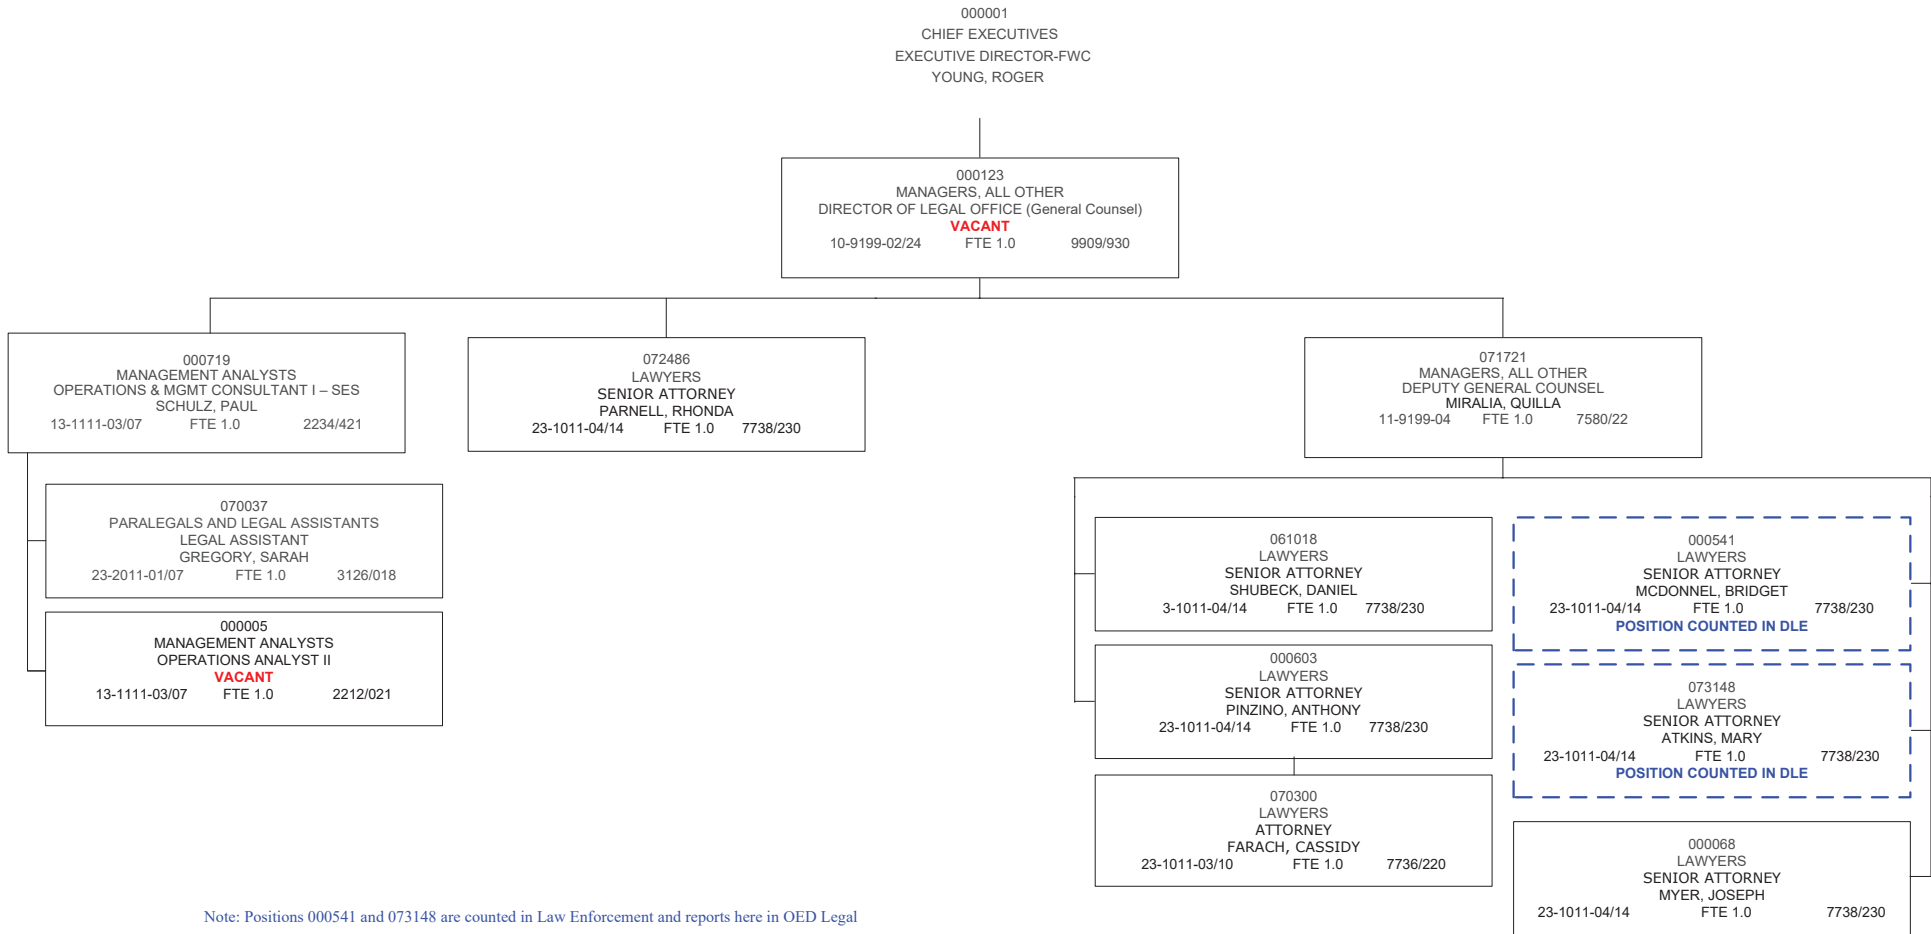 000001
CHIEF EXECUTIVES
EXECUTIVE DIRECTOR-FWC
YOUNG, ROGER
000123
MANAGERS, ALL OTHER
DIRECTOR OF LEGAL OFFICE (General Counsel)
VACANT
10-9199-02/24 FTE 1.0 9909/930
000719
MANAGEMENT ANALYSTS
OPERATIONS & MGMT CONSULTANT I – SES
SCHULZ, PAUL
13-1111-03/07 FTE 1.0 2234/421
072486
LAWYERS
SENIOR ATTORNEY
PARNELL, RHONDA
23-1011-04/14 FTE 1.0 7738/230
071721
MANAGERS, ALL OTHER
DEPUTY GENERAL COUNSEL
MIRALIA, QUILLA
11-9199-04 FTE 1.0 7580/22
070037
PARALEGALS AND LEGAL ASSISTANTS
LEGAL ASSISTANT
GREGORY, SARAH
23-2011-01/07 FTE 1.0 3126/018
000005
MANAGEMENT ANALYSTS
OPERATIONS ANALYST II
VACANT
13-1111-03/07 FTE 1.0 2212/021
061018
LAWYERS
SENIOR ATTORNEY
SHUBECK, DANIEL
3-1011-04/14 FTE 1.0 7738/230
000603
LAWYERS
SENIOR ATTORNEY
PINZINO, ANTHONY
23-1011-04/14 FTE 1.0 7738/230
070300
LAWYERS
ATTORNEY
FARACH, CASSIDY
23-1011-03/10 FTE 1.0 7736/220
000541
LAWYERS
SENIOR ATTORNEY
MCDONNEL, BRIDGET
23-1011-04/14 FTE 1.0 7738/230
POSITION COUNTED IN DLE
073148
LAWYERS
SENIOR ATTORNEY
ATKINS, MARY
23-1011-04/14 FTE 1.0 7738/230
POSITION COUNTED IN DLE
000068
LAWYERS
SENIOR ATTORNEY
MYER, JOSEPH
23-1011-04/14 FTE 1.0 7738/230
Note: Positions 000541 and 073148 are counted in Law Enforcement and reports here in OED Legal